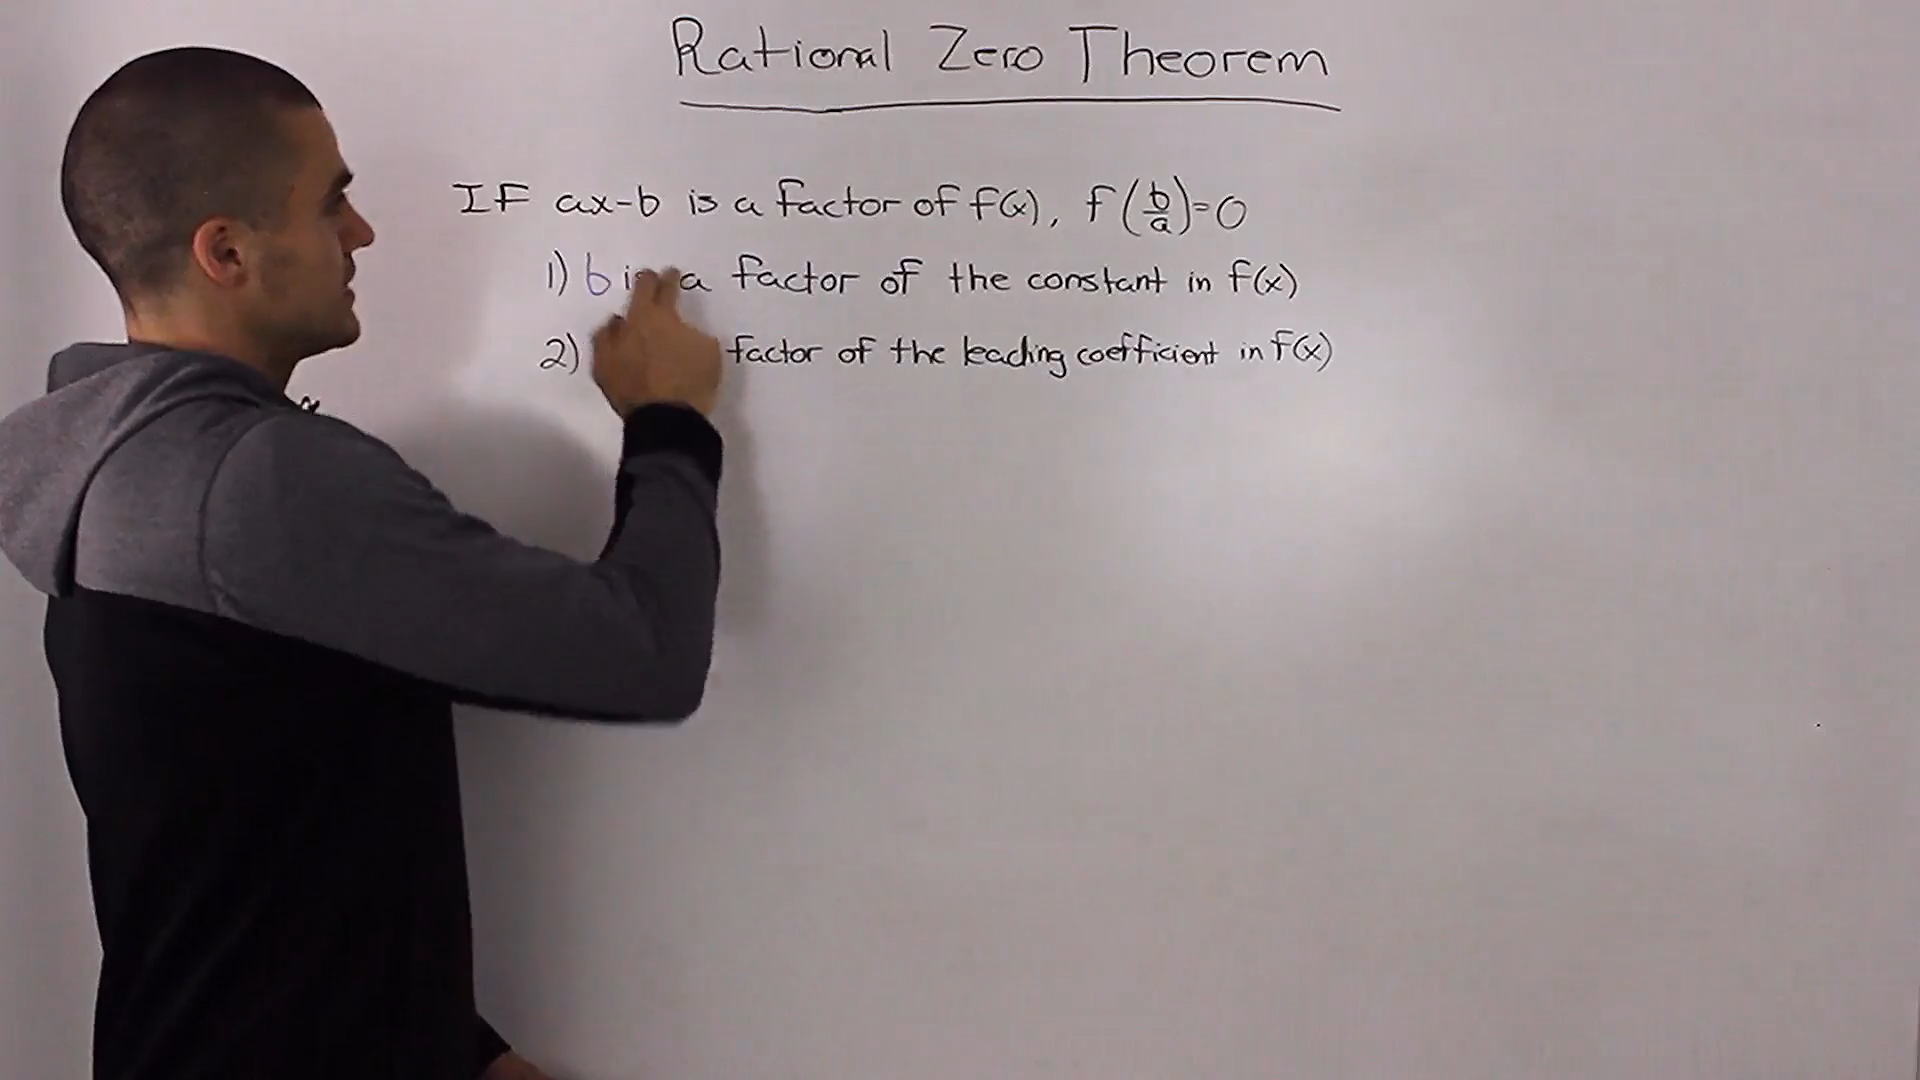 Rational Zero Theorem
IF ax-b is a factor of f(x), f(b/a)=0
1) b is a factor of the constant in f(x)
2) factor of the leading coefficient in f(x)